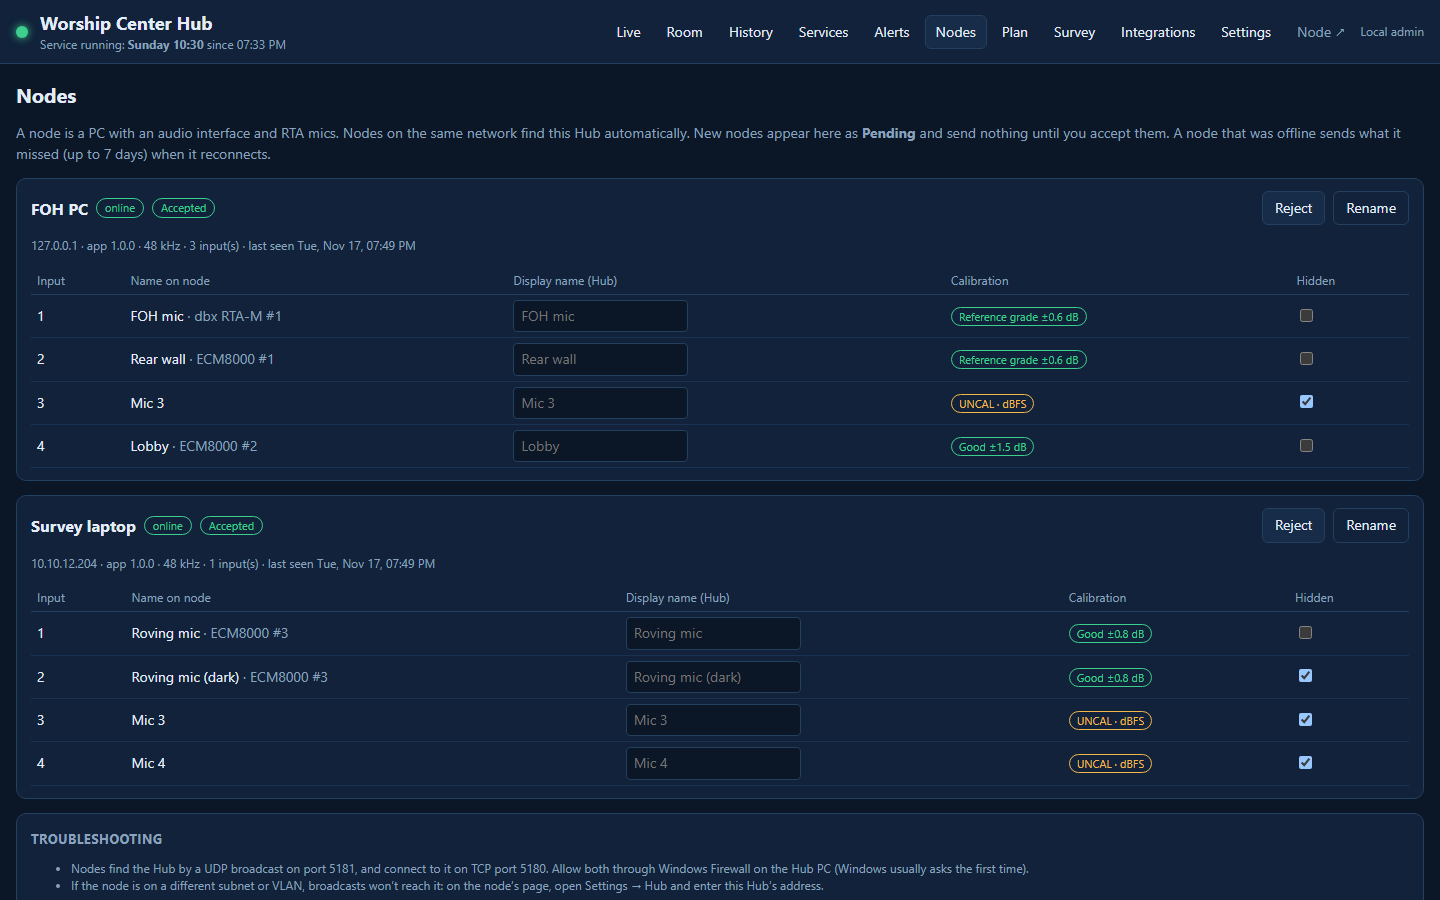 Worship Center Hub
Service running: Sunday 10:30 since 07:33 PM
Live Room History Services Alerts Nodes Plan Survey Integrations Settings Node ↗ Local admin
Nodes
A node is a PC with an audio interface and RTA mics. Nodes on the same network find this Hub automatically. New nodes appear here as Pending and send nothing until you accept them. A node that was offline sends what it
missed (up to 7 days) when it reconnects.
FOH PC online Accepted Reject Rename
127.0.0.1 · app 1.0.0 · 48 kHz · 3 input(s) · last seen Tue, Nov 17, 07:49 PM
Input Name on node Display name (Hub) Calibration Hidden
1 FOH mic · dbx RTA-M #1 FOH mic Reference grade ±0.6 dB
2 Rear wall · ECM8000 #1 Rear wall Reference grade ±0.6 dB
3 Mic 3 Mic 3 UNCAL · dBFS
4 Lobby · ECM8000 #2 Lobby Good ±1.5 dB
Survey laptop online Accepted Reject Rename
10.10.12.204 · app 1.0.0 · 48 kHz · 1 input(s) · last seen Tue, Nov 17, 07:49 PM
Input Name on node Display name (Hub) Calibration Hidden
1 Roving mic · ECM8000 #3 Roving mic Good ±0.8 dB
2 Roving mic (dark) · ECM8000 #3 Roving mic (dark) Good ±0.8 dB
3 Mic 3 Mic 3 UNCAL · dBFS
4 Mic 4 Mic 4 UNCAL · dBFS
TROUBLESHOOTING
• Nodes find the Hub by a UDP broadcast on port 5181, and connect to it on TCP port 5180. Allow both through Windows Firewall on the Hub PC (Windows usually asks the first time).
• If the node is on a different subnet or VLAN, broadcasts won't reach it: on the node's page, open Settings → Hub and enter this Hub's address.